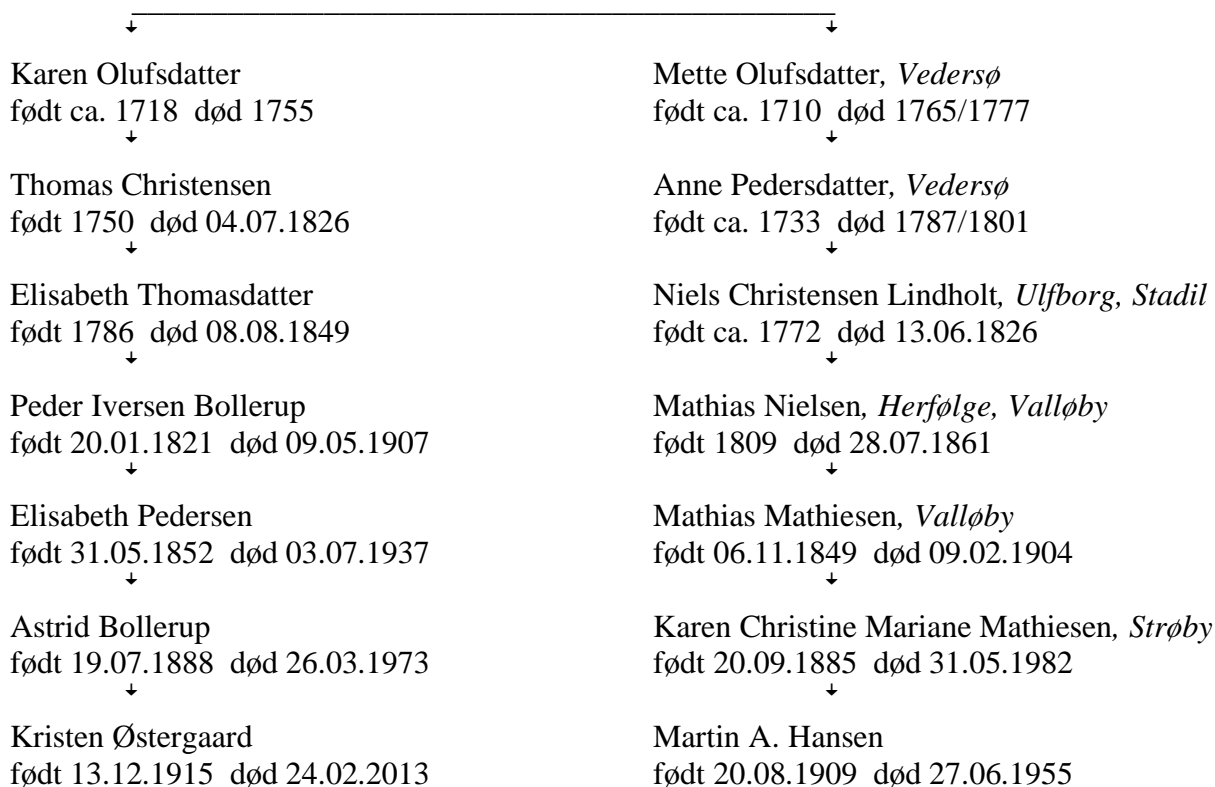 Karen Olufsdatter
født ca. 1718  død 1755
Thomas Christensen
født 1750  død 04.07.1826
Elisabeth Thomasdatter
født 1786  død 08.08.1849
Peder Iversen Bollerup
født 20.01.1821  død 09.05.1907
Elisabeth Pedersen
født 31.05.1852  død 03.07.1937
Astrid Bollerup
født 19.07.1888  død 26.03.1973
Kristen Østergaard
født 13.12.1915  død 24.02.2013
Mette Olufsdatter, Vedersø
født ca. 1710  død 1765/1777
Anne Pedersdatter, Vedersø
født ca. 1733  død 1787/1801
Niels Christensen Lindholt, Ulfborg, Stadil
født ca. 1772  død 13.06.1826
Mathias Nielsen, Herfølge, Valløby
født 1809  død 28.07.1861
Mathias Mathiesen, Valløby
født 06.11.1849  død 09.02.1904
Karen Christine Mariane Mathiesen, Strøby
født 20.09.1885  død 31.05.1982
Martin A. Hansen
født 20.08.1909  død 27.06.1955